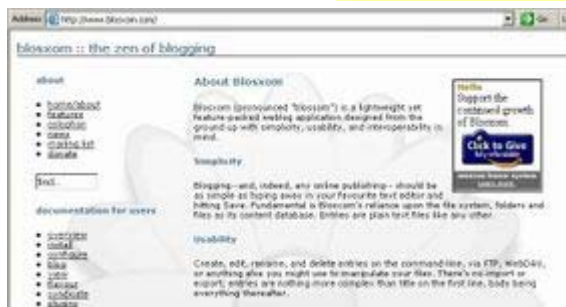 Address http://www.blosxom.com/
Go
blosxom :: the zen of blogging
about
home/about
features
colophon
news
mailing list
donate
find...
documentation for users
overview
install
configure
blog
view
flavour
syndicate
plugins
About Blosxom
Blosxom (pronounced "blossom") is a lightweight yet
feature-packed weblog application designed from the
ground up with simplicity, usability, and interoperability in
mind.
Simplicity
Blogging--and, indeed, any online publishing-- should be
as simple as typing away in your favourite text editor and
hitting Save. Fundamental is Blosxom's reliance upon the file system, folders and
files as its content database. Entries are plain text files like any other.
Usability
Create, edit, rename, and delete entries on the command-line, via FTP, WebDAV,
or anything else you might use to manipulate your files. There's no import or
export; entries are nothing more complex than title on the first line, body being
everything thereafter.
Hello
Support the
continued growth
of Blosxom.
Click to Give
amazon honor system
Learn More